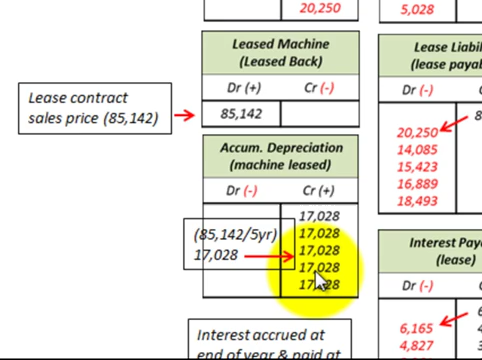 20,250
5,028
Leased Machine
(Leased Back)
Dr (+) Cr (-)
85,142
Lease contract
sales price (85,142)
Accum. Depreciation
(machine leased)
Dr (-) Cr (+)
17,028
17,028
17,028
17,028
(85,142/5yr)
17,028
Lease
(lease
Dr (-)
20,250
14,085
15,423
16,889
18,493
Interest
(lease)
Dr (-)
6,165
4,827
Interest accrued at
end of year & paid at